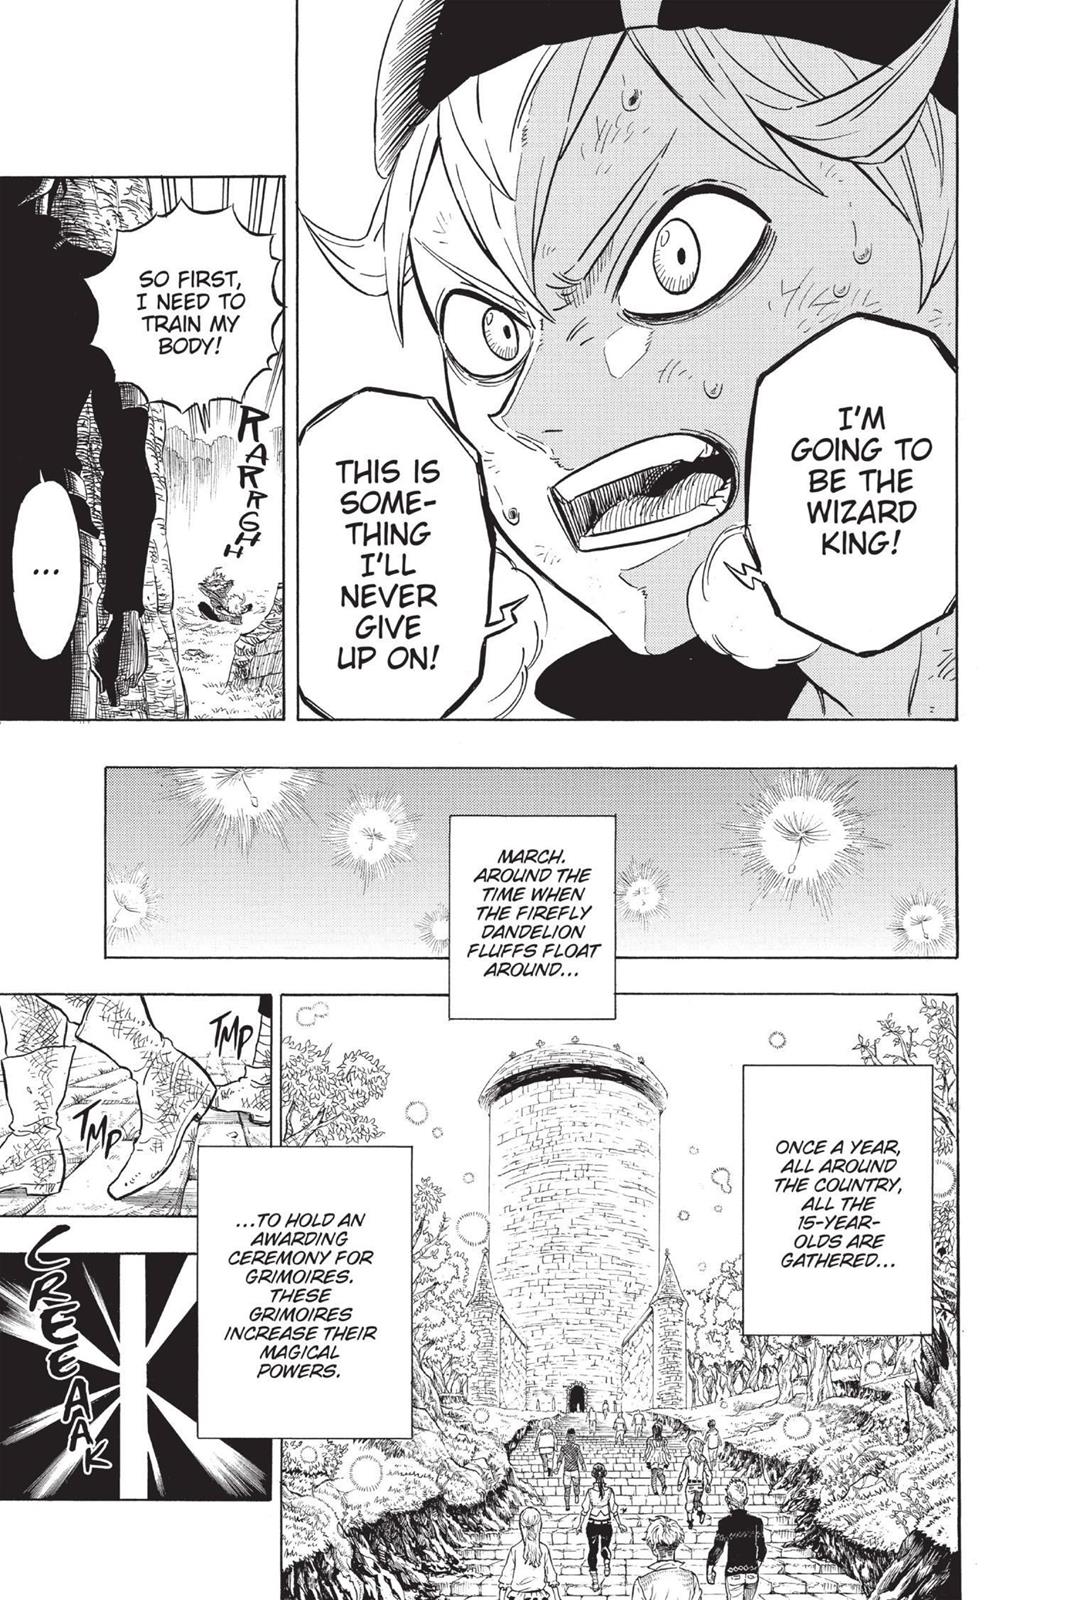 I'M
GOING TO
BE THE
WIZARD
KING!
THIS IS
SOME-
THING
I'LL
NEVER
GIVE
UP ON!
SO FIRST,
I NEED TO
TRAIN MY
BODY!
RARRGHH
...
MARCH.
AROUND THE
TIME WHEN
THE FIREFLY
DANDELION
FLUFFS FLOAT
AROUND...
ONCE A YEAR,
ALL AROUND
THE COUNTRY,
ALL THE
15-YEAR-
OLDS ARE
GATHERED...
...TO HOLD AN
AWARDING
CEREMONY FOR
GRIMOIRES.
THESE
GRIMOIRES
INCREASE THEIR
MAGICAL
POWERS.
TMP
TMP
CREEAAK